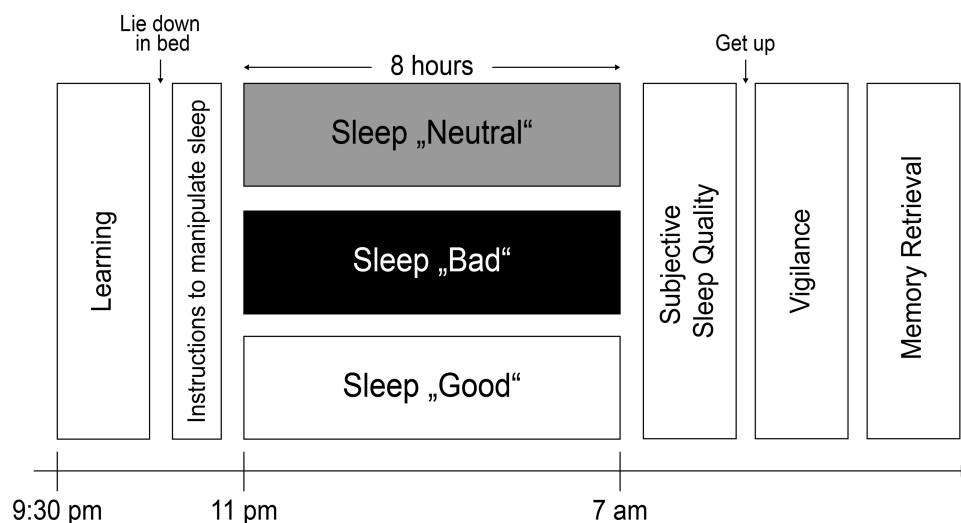 Lie down
in bed
Get up
8 hours
Learning
Instructions to manipulate sleep
Sleep „Neutral“
Sleep „Bad“
Sleep „Good“
Subjective
Sleep Quality
Vigilance
Memory Retrieval
9:30 pm
11 pm
7 am